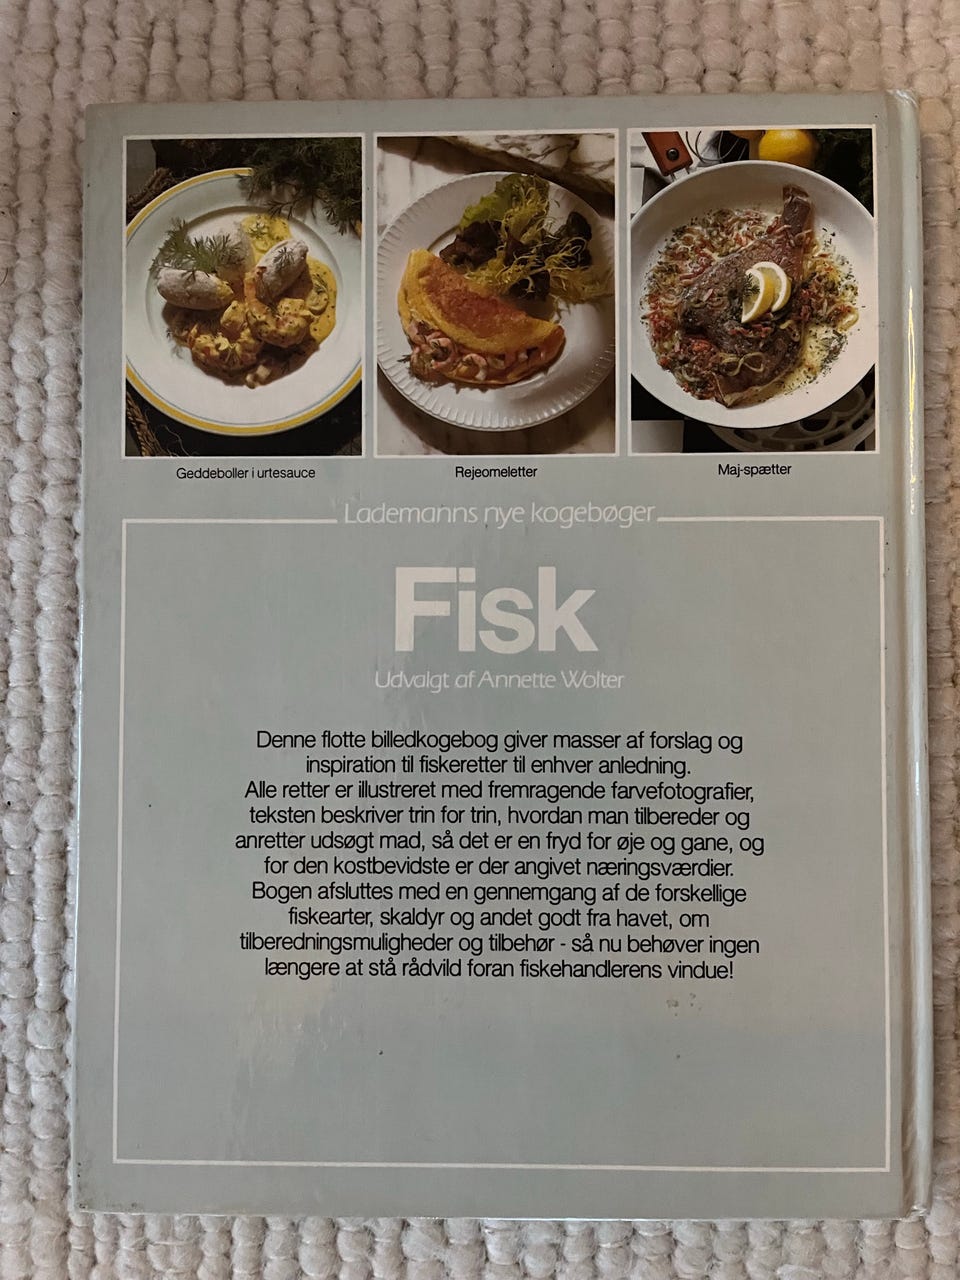 Geddeboller i urtesauce
Rejeomeletter
Maj-spætter
Lademanns nye kogebøger
Fisk
Udvalgt af Annette Wolter
Denne flotte billedkogebog giver masser af forslag og
inspiration til fiskeretter til enhver anledning.
Alle retter er illustreret med fremragende farvefotografier,
teksten beskriver trin for trin, hvordan man tilbereder og
anretter udsøgt mad, så det er en fryd for øje og gane, og
for den kostbevidste er der angivet næringsværdier.
Bogen afsluttes med en gennemgang af de forskellige
fiskearter, skaldyr og andet godt fra havet, om
tilberedningsmuligheder og tilbehør - så nu behøver ingen
længere at stå rådvild foran fiskehandlerens vindue!